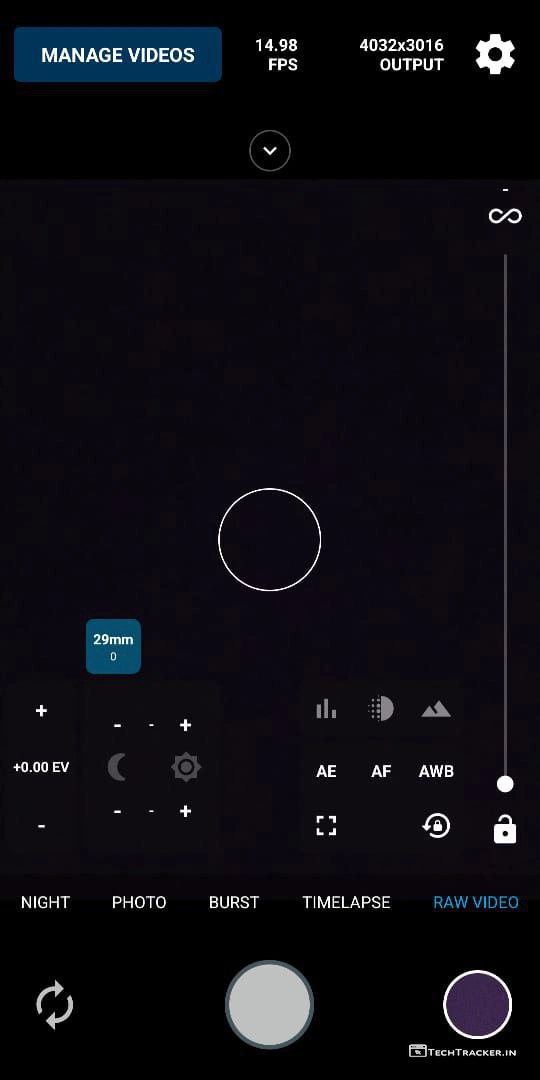 MANAGE VIDEOS
14.98
FPS
4032x3016
OUTPUT
29mm
0
+
+0.00 EV
-
- - +
- - +
AE AF AWB
NIGHT PHOTO BURST TIMELAPSE RAW VIDEO
TECHTRACKER.IN